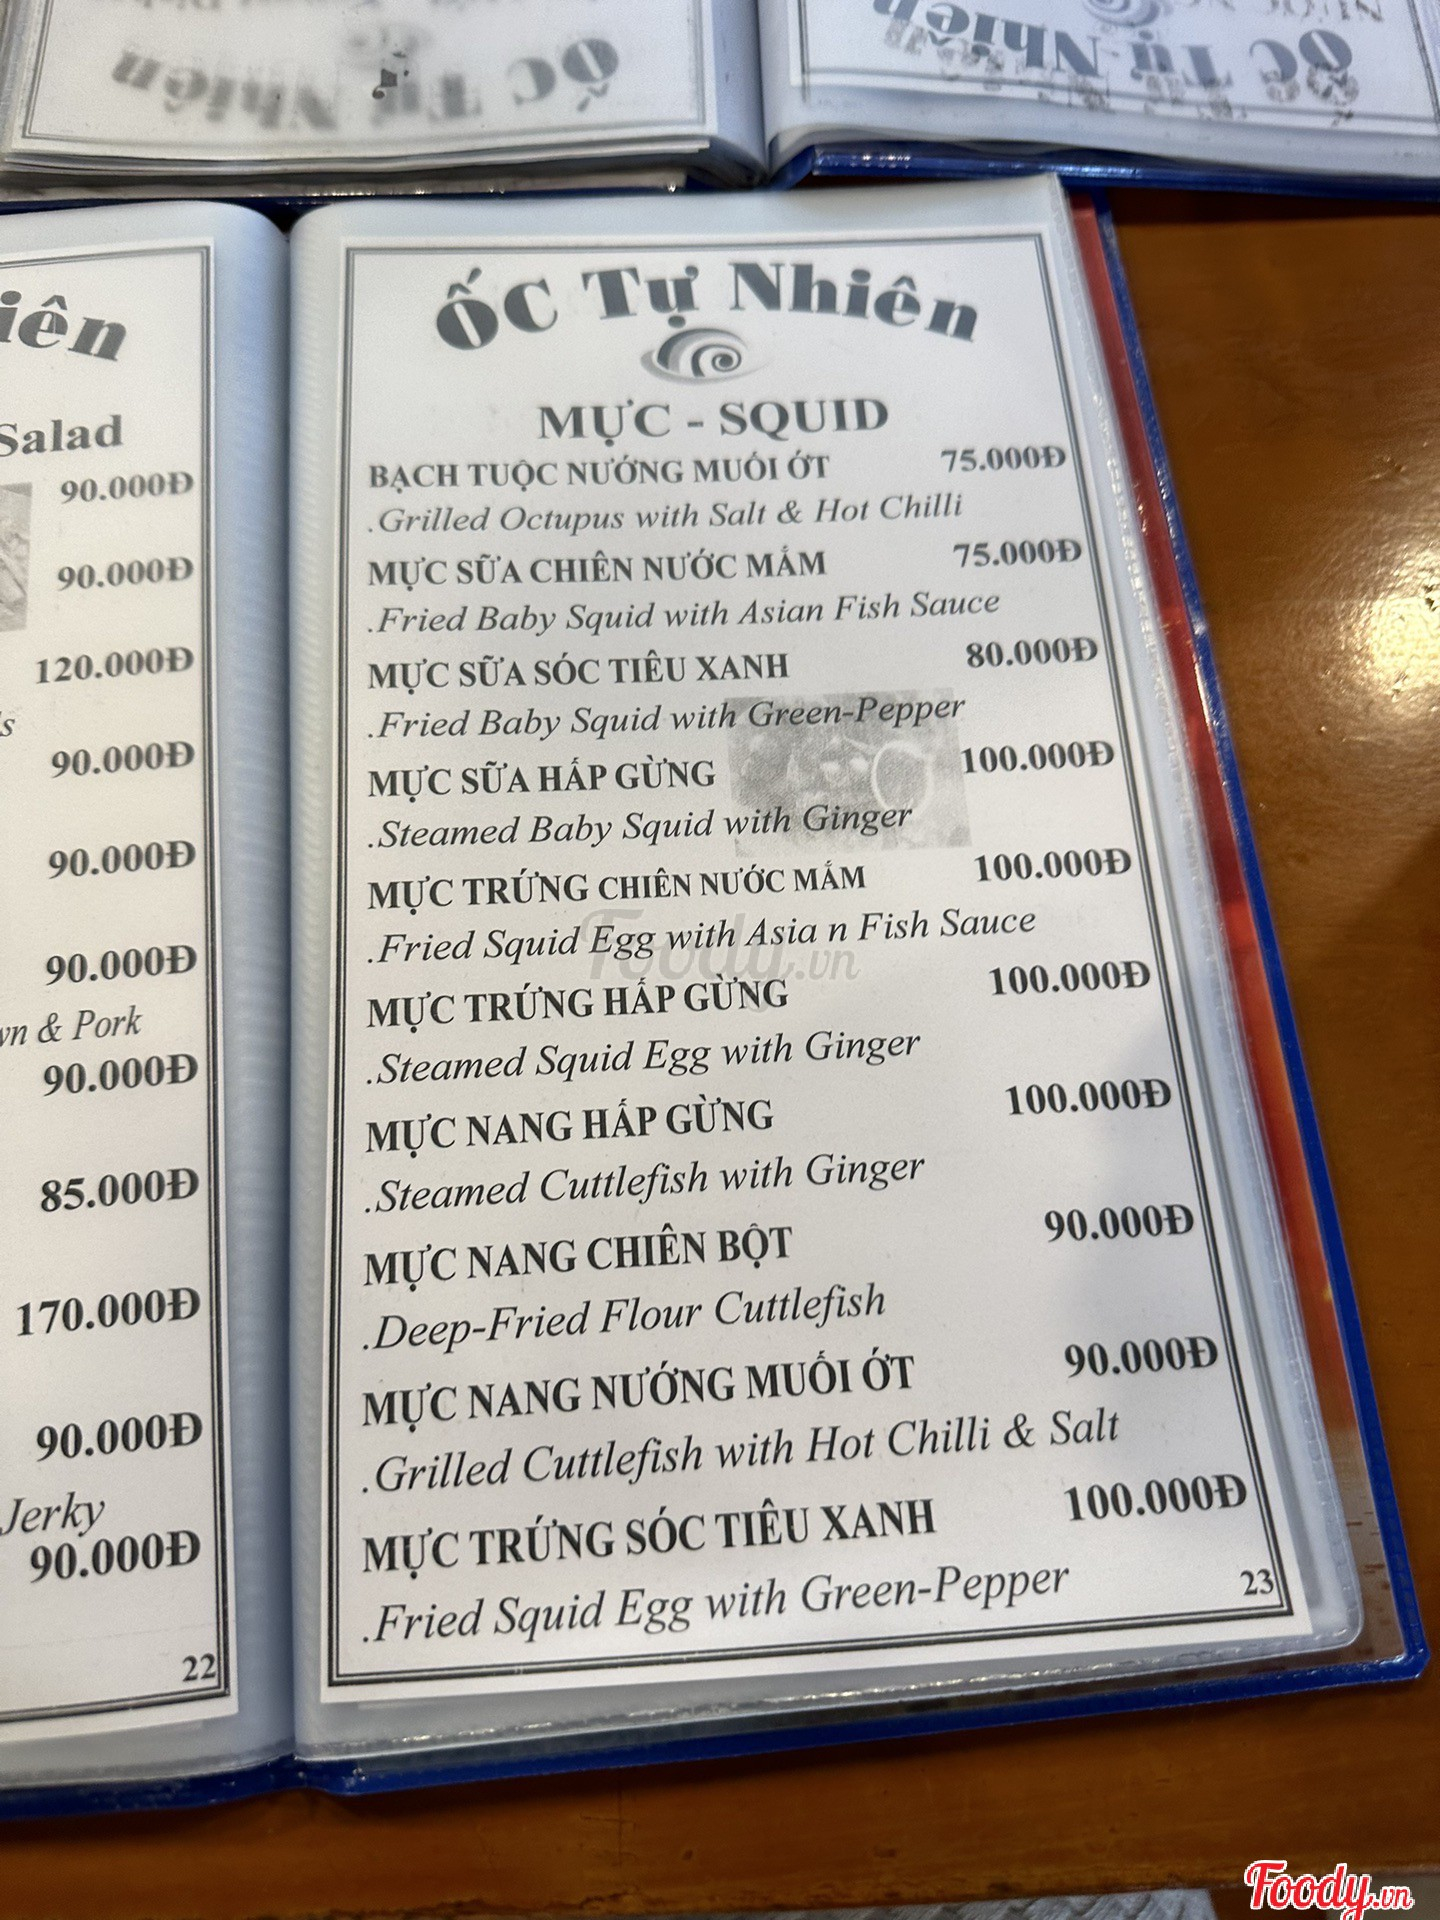 ỐC Tự Nhiên
ỐC Tự Nhiên
iên
Salad
90.000Đ
90.000Đ
120.000Đ
s
90.000Đ
90.000Đ
90.000Đ
wn & Pork
90.000Đ
85.000Đ
170.000Đ
90.000Đ
Jerky
90.000Đ
22
ỐC Tự Nhiên
MỰC - SQUID
BẠCH TUỘC NƯỚNG MUỐI ỚT 75.000Đ
.Grilled Octupus with Salt & Hot Chilli
MỰC SỮA CHIÊN NƯỚC MẮM 75.000Đ
.Fried Baby Squid with Asian Fish Sauce
MỰC SỮA SÓC TIÊU XANH 80.000Đ
.Fried Baby Squid with Green-Pepper
MỰC SỮA HẤP GỪNG 100.000Đ
.Steamed Baby Squid with Ginger
MỰC TRỨNG CHIÊN NƯỚC MẮM 100.000Đ
.Fried Squid Egg with Asia n Fish Sauce
MỰC TRỨNG HẤP GỪNG 100.000Đ
.Steamed Squid Egg with Ginger
MỰC NANG HẤP GỪNG 100.000Đ
.Steamed Cuttlefish with Ginger
MỰC NANG CHIÊN BỘT 90.000Đ
.Deep-Fried Flour Cuttlefish
MỰC NANG NƯỚNG MUỐI ỚT 90.000Đ
.Grilled Cuttlefish with Hot Chilli & Salt
MỰC TRỨNG SÓC TIÊU XANH 100.000Đ
.Fried Squid Egg with Green-Pepper
23
Foody.vn
Foody.vn